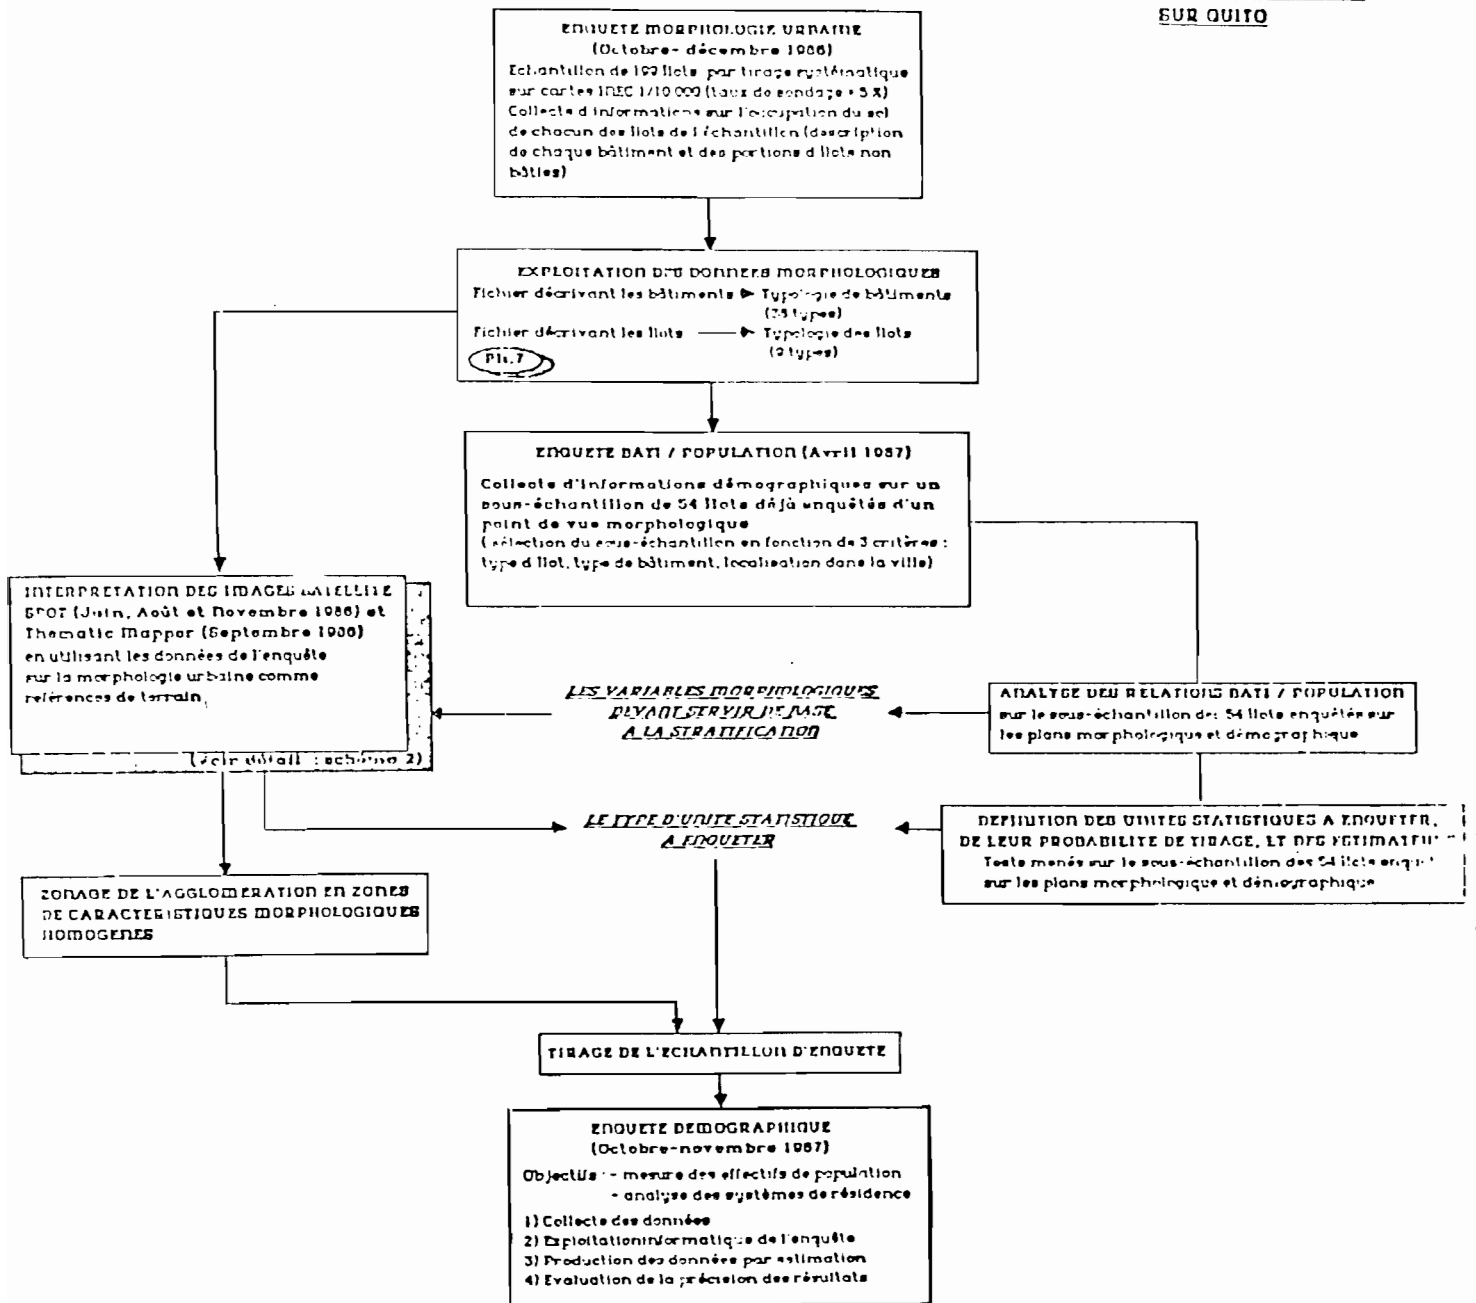 SUR QUITO
ENQUETE MORPHOLOGIE URBAINE
(Octobre- décembre 1986)
Echantillon de 199 îlots par tirage systématique
sur cartes 1/10 000 (taux de sondage 5 %)
Collecte d'informations sur l'occupation du sol
de chacun des îlots de l'échantillon (description
de chaque bâtiment et des portions d'îlots non
bâties)
EXPLOITATION DES DONNEES MORPHOLOGIQUES
Fichier décrivant les bâtiments Typologie de bâtiments
types)
Fichier décrivant les îlots Typologie des îlots
(9 types)
ENQUETE BATI / POPULATION (Avril 1987)
Collecte d'informations démographiques sur un
sous-échantillon de 54 îlots déjà enquêtés d'un
point de vue morphologique
(sélection du sous-échantillon en fonction de 3 critères :
type d'îlot, type de bâtiment, localisation dans la ville)
INTERPRETATION DES IMAGES SATELLITE
SPOT (Juin, Août et Novembre 1986) et
Thematic Mapper (Septembre 1986)
en utilisant les données de l'enquête
sur la morphologie urbaine comme
références de terrain.
(voir détail : schéma 2)
LES VARIABLES MORPHOLOGIQUES
DEVANT SERVIR DE BASE
A LA STRATIFICATION
ANALYSE DES RELATIONS BATI / POPULATION
sur le sous-échantillon des 54 îlots enquêtés sur
les plans morphologique et démographique
LE TYPE D'UNITE STATISTIQUE
A ENQUETER
DEFINITION DES UNITES STATISTIQUES A ENQUETER,
DE LEUR PROBABILITE DE TIRAGE, ET DES
Tests menés sur le sous-échantillon des 54 îlots
sur les plans morphologique et démographique
ZONAGE DE L'AGGLOMERATION EN ZONES
DE CARACTERISTIQUES MORPHOLOGIQUES
HOMOGENES
TIRAGE DE L'ECHANTILLON D'ENQUETE
ENQUETE DEMOGRAPHIQUE
(Octobre-novembre 1987)
Objectifs : - mesure des effectifs de population
- analyse des systèmes de résidence
1) Collecte des données
2) Exploitation informatique de l'enquête
3) Production des données par estimation
4) Evaluation de la précision des résultats